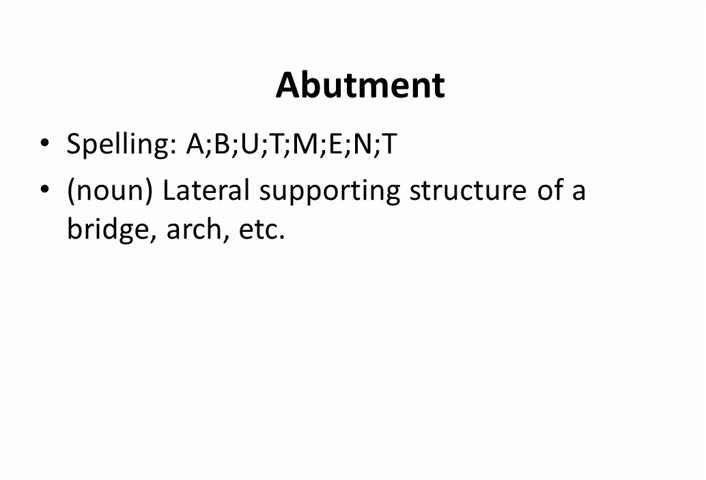 Abutment
• Spelling: A;B;U;T;M;E;N;T
• (noun) Lateral supporting structure of a
bridge, arch, etc.